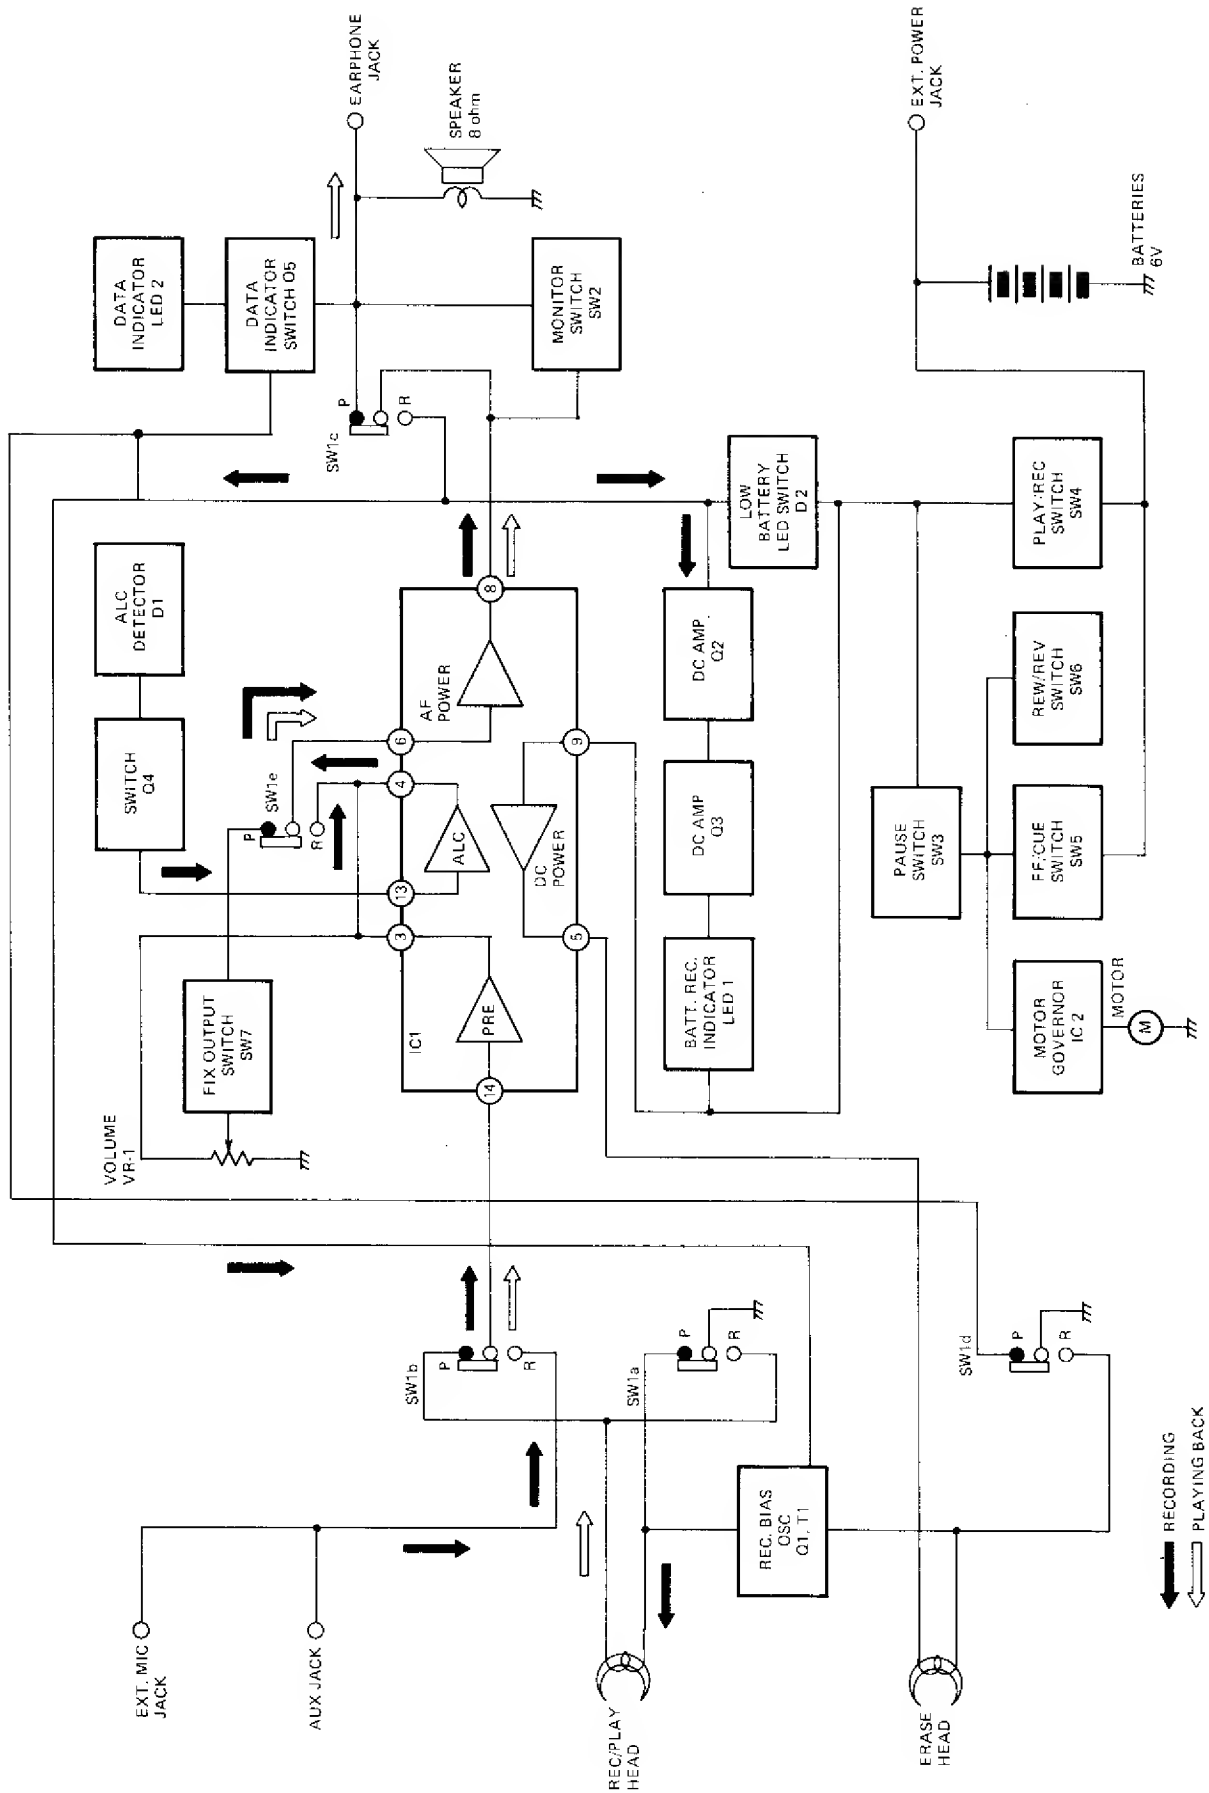 EXT. MIC
JACK
AUX JACK
REC/PLAY
HEAD
ERASE
HEAD
REC. BIAS
OSC
Q1, T1
SW1b
P
R
SW1a
P
R
SW1d
P
R
VOLUME
VR-1
FIX OUTPUT
SWITCH
SW7
SWITCH
Q4
ALC
DETECTOR
D1
P
SW1e
R
IC1
14
PRE
3
13
ALC
4
6
AF
POWER
8
DC
POWER
5
9
BATT. REC.
INDICATOR
LED 1
DC AMP
Q3
DC AMP.
Q2
LOW
BATTERY
LED SWITCH
D2
SW1c
P
R
DATA
INDICATOR
LED 2
DATA
INDICATOR
SWITCH Q5
MONITOR
SWITCH
SW2
EARPHONE
JACK
SPEAKER
8 ohm
EXT. POWER
JACK
BATTERIES
6V
PLAY/REC
SWITCH
SW4
REW/REV
SWITCH
SW6
FF/CUE
SWITCH
SW5
PAUSE
SWITCH
SW3
MOTOR
GOVERNOR
IC 2
MOTOR
M
RECORDING
PLAYING BACK